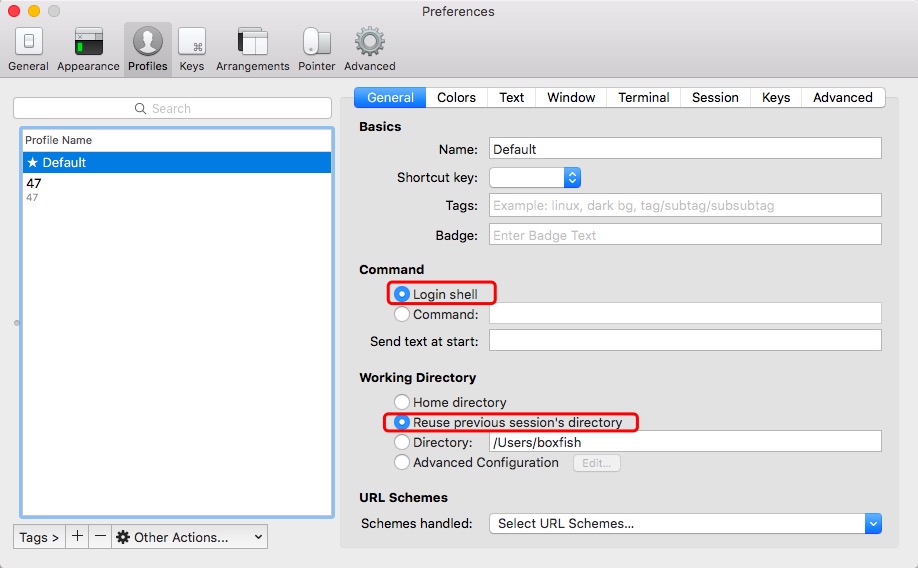 Preferences
General Appearance Profiles Keys Arrangements Pointer Advanced
Search
Profile Name
★ Default
47
47
Tags > + − Other Actions...
General Colors Text Window Terminal Session Keys Advanced
Basics
Name: Default
Shortcut key:
Tags: Example: linux, dark bg, tag/subtag/subsubtag
Badge: Enter Badge Text
Command
Login shell
Command:
Send text at start:
Working Directory
Home directory
Reuse previous session's directory
Directory: /Users/boxfish
Advanced Configuration Edit...
URL Schemes
Schemes handled: Select URL Schemes...